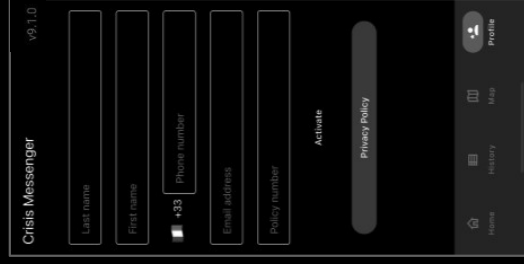 Crisis Messenger
v9.1.0
Last name
First name
+33
Phone number
Email address
Policy number
Activate
Privacy Policy
Home
History
Map
Profile